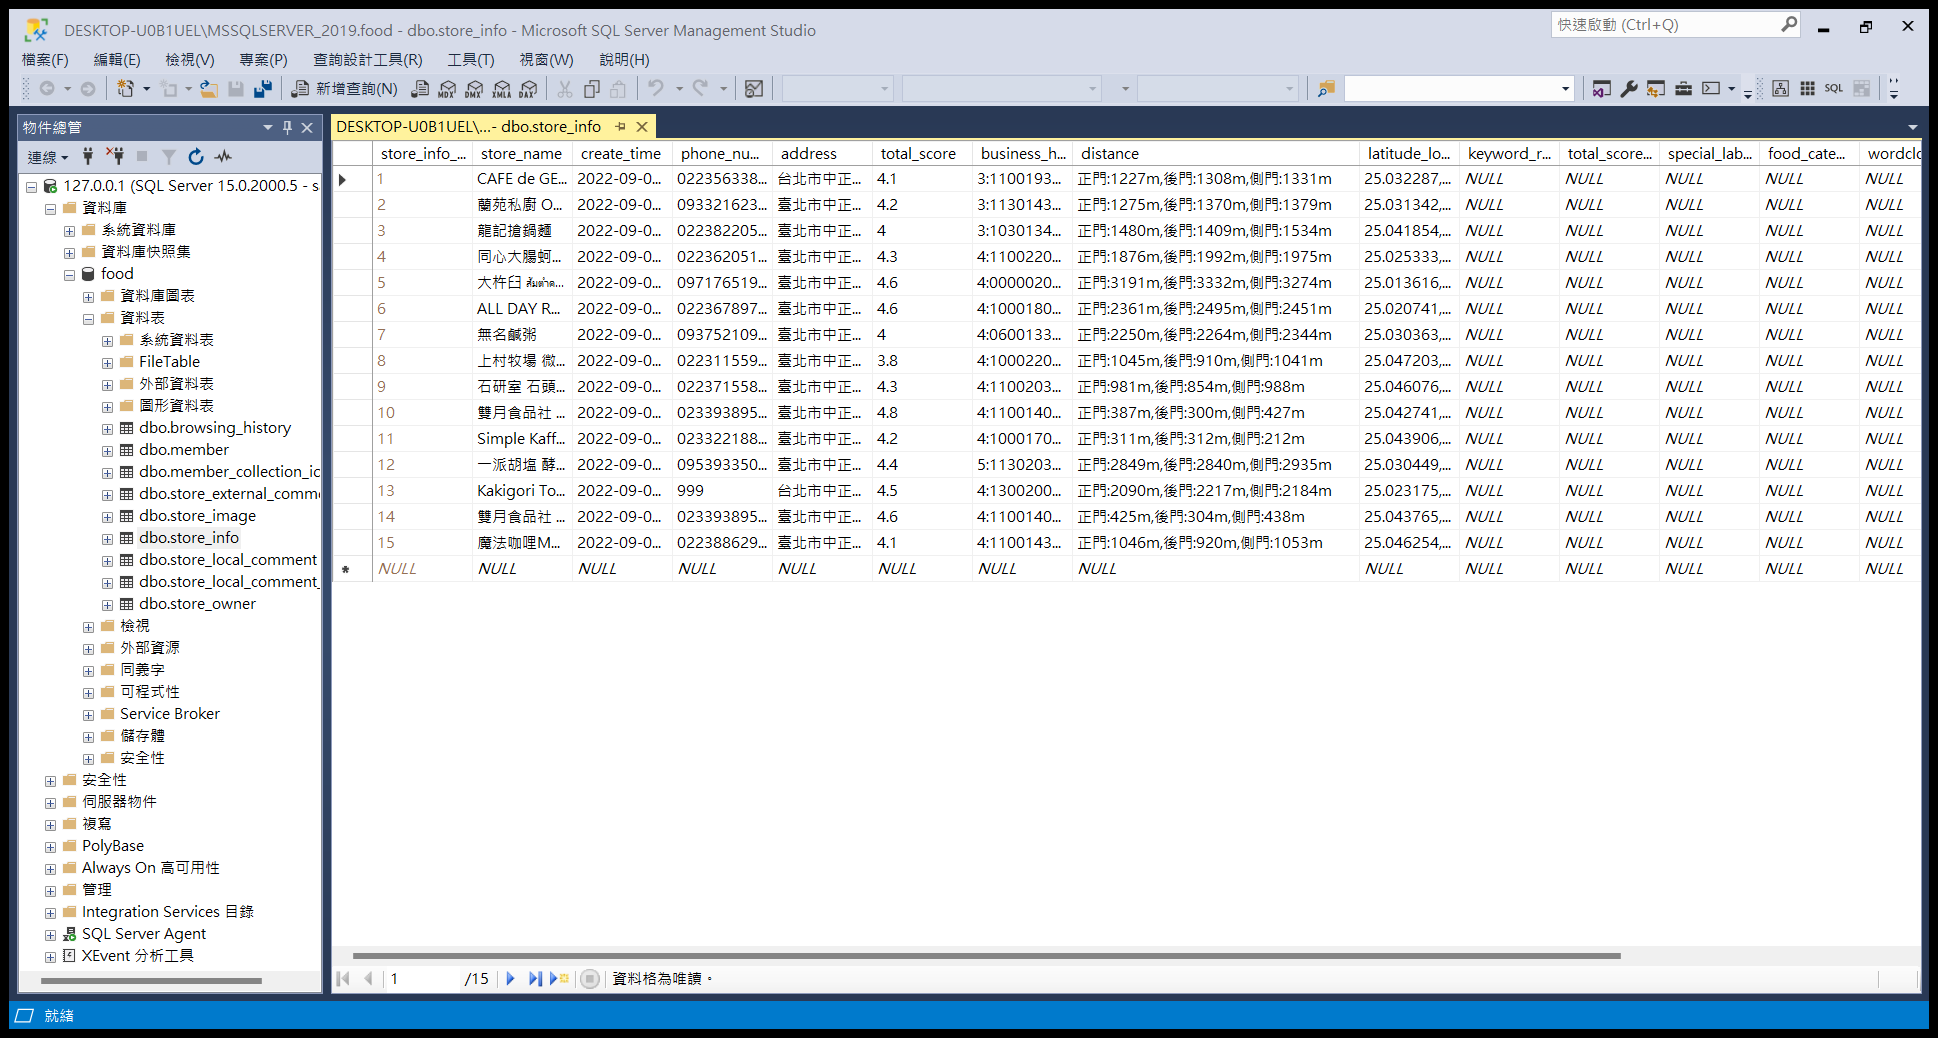 DESKTOP-U0B1UEL\MSSQLSERVER_2019.food - dbo.store_info - Microsoft SQL Server Management Studio
快速啟動 (Ctrl+Q)
檔案(F) 編輯(E) 檢視(V) 專案(P) 查詢設計工具(R) 工具(T) 視窗(W) 說明(H)
新增查詢(N) MDX DMX XMLA DAX SQL
物件總管
連線
127.0.0.1 (SQL Server 15.0.2000.5 - s
資料庫
系統資料庫
資料庫快照集
food
資料庫圖表
資料表
系統資料表
FileTable
外部資料表
圖形資料表
dbo.browsing_history
dbo.member
dbo.member_collection_ic
dbo.store_external_comm
dbo.store_image
dbo.store_info
dbo.store_local_comment
dbo.store_local_comment_
dbo.store_owner
檢視
外部資源
同義字
可程式性
Service Broker
儲存體
安全性
安全性
伺服器物件
複寫
PolyBase
Always On 高可用性
管理
Integration Services 目錄
SQL Server Agent
XEvent 分析工具
DESKTOP-U0B1UEL\...- dbo.store_info
store_info_... store_name create_time phone_nu... address total_score business_h... distance latitude_lo... keyword_r... total_score... special_lab... food_cate... wordclo
1 CAFE de GE... 2022-09-0... 022356338... 台北市中正... 4.1 3:1100193... 正門:1227m,後門:1308m,側門:1331m 25.032287,... NULL NULL NULL NULL NULL
2 蘭苑私廚 O... 2022-09-0... 093321623... 臺北市中正... 4.2 3:1130143... 正門:1275m,後門:1370m,側門:1379m 25.031342,... NULL NULL NULL NULL NULL
3 龍記搶鍋麵 2022-09-0... 022382205... 臺北市中正... 4 3:1030134... 正門:1480m,後門:1409m,側門:1534m 25.041854,... NULL NULL NULL NULL NULL
4 同心大腸蚵... 2022-09-0... 022362051... 臺北市中正... 4.3 4:1100220... 正門:1876m,後門:1992m,側門:1975m 25.025333,... NULL NULL NULL NULL NULL
5 大杵臼 ส้มตำค... 2022-09-0... 097176519... 臺北市中正... 4.6 4:0000020... 正門:3191m,後門:3332m,側門:3274m 25.013616,... NULL NULL NULL NULL NULL
6 ALL DAY R... 2022-09-0... 022367897... 臺北市中正... 4.6 4:1000180... 正門:2361m,後門:2495m,側門:2451m 25.020741,... NULL NULL NULL NULL NULL
7 無名鹹粥 2022-09-0... 093752109... 臺北市中正... 4 4:0600133... 正門:2250m,後門:2264m,側門:2344m 25.030363,... NULL NULL NULL NULL NULL
8 上村牧場 微... 2022-09-0... 022311559... 臺北市中正... 3.8 4:1000220... 正門:1045m,後門:910m,側門:1041m 25.047203,... NULL NULL NULL NULL NULL
9 石研室 石頭... 2022-09-0... 022371558... 臺北市中正... 4.3 4:1100203... 正門:981m,後門:854m,側門:988m 25.046076,... NULL NULL NULL NULL NULL
10 雙月食品社 ... 2022-09-0... 023393895... 臺北市中正... 4.8 4:1100140... 正門:387m,後門:300m,側門:427m 25.042741,... NULL NULL NULL NULL NULL
11 Simple Kaff... 2022-09-0... 023322188... 臺北市中正... 4.2 4:1000170... 正門:311m,後門:312m,側門:212m 25.043906,... NULL NULL NULL NULL NULL
12 一派胡塩 酵... 2022-09-0... 095393350... 臺北市中正... 4.4 5:1130203... 正門:2849m,後門:2840m,側門:2935m 25.030449,... NULL NULL NULL NULL NULL
13 Kakigori To... 2022-09-0... 999 台北市中正... 4.5 4:1300200... 正門:2090m,後門:2217m,側門:2184m 25.023175,... NULL NULL NULL NULL NULL
14 雙月食品社 ... 2022-09-0... 023393895... 臺北市中正... 4.6 4:1100140... 正門:425m,後門:304m,側門:438m 25.043765,... NULL NULL NULL NULL NULL
15 魔法咖哩M... 2022-09-0... 022388629... 臺北市中正... 4.1 4:1100143... 正門:1046m,後門:920m,側門:1053m 25.046254,... NULL NULL NULL NULL NULL
NULL NULL NULL NULL NULL NULL NULL NULL NULL NULL NULL NULL NULL NULL
1 /15 資料格為唯讀。
就緒